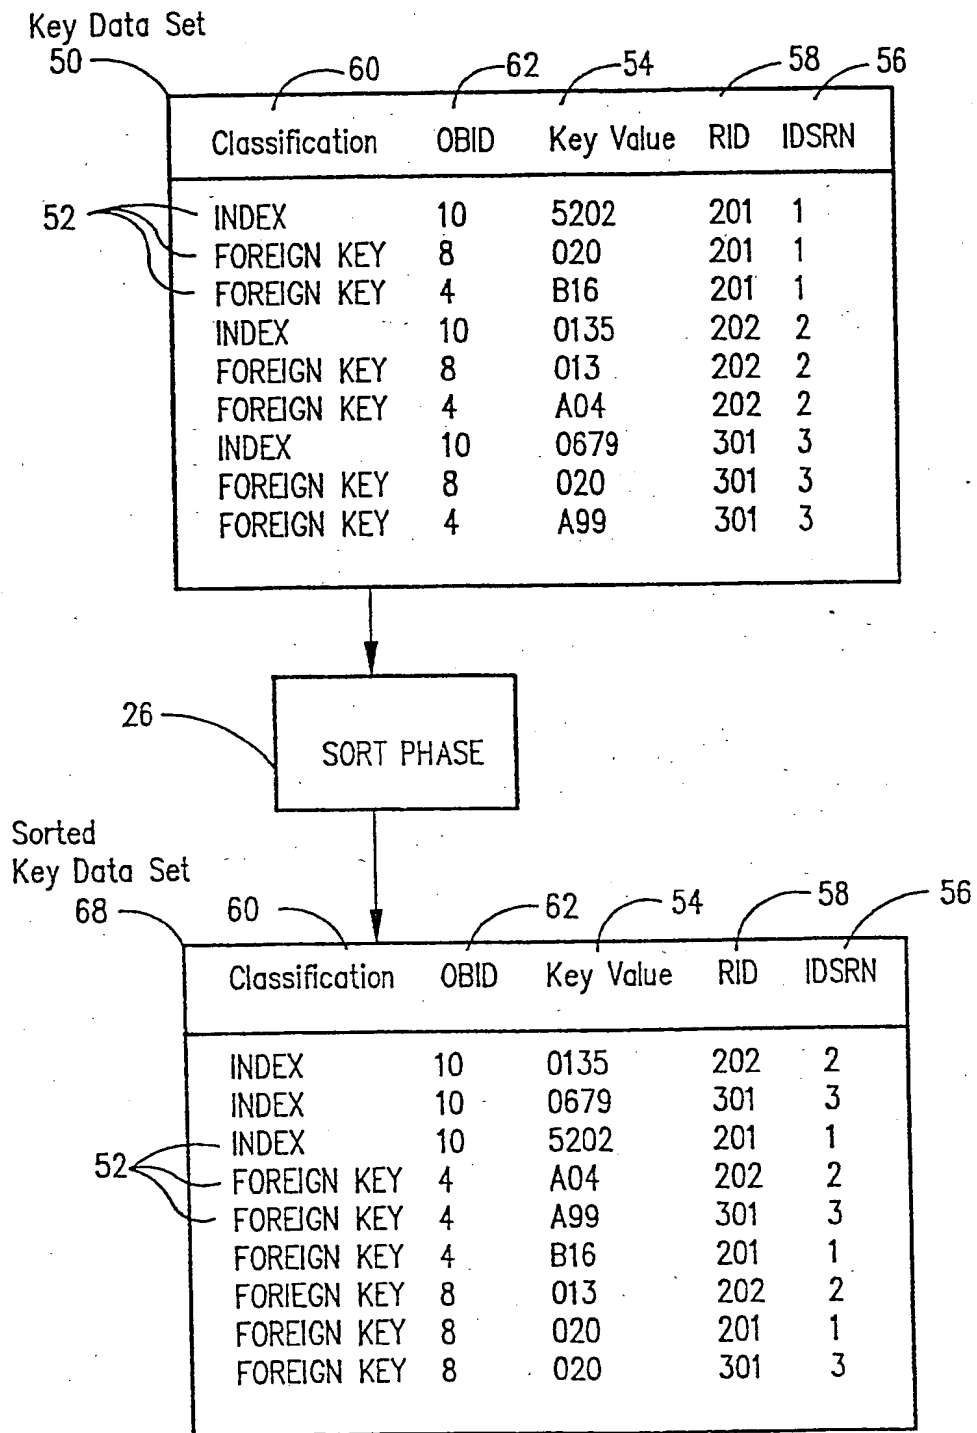 Key Data Set
50 60 62 54 58 56
Classification OBID Key Value RID IDSRN
52
INDEX 10 5202 201 1
FOREIGN KEY 8 020 201 1
FOREIGN KEY 4 B16 201 1
INDEX 10 0135 202 2
FOREIGN KEY 8 013 202 2
FOREIGN KEY 4 A04 202 2
INDEX 10 0679 301 3
FOREIGN KEY 8 020 301 3
FOREIGN KEY 4 A99 301 3
26
SORT PHASE
Sorted
Key Data Set
68 60 62 54 58 56
Classification OBID Key Value RID IDSRN
INDEX 10 0135 202 2
INDEX 10 0679 301 3
INDEX 10 5202 201 1
52
FOREIGN KEY 4 A04 202 2
FOREIGN KEY 4 A99 301 3
FOREIGN KEY 4 B16 201 1
FORIEGN KEY 8 013 202 2
FOREIGN KEY 8 020 201 1
FOREIGN KEY 8 020 301 3